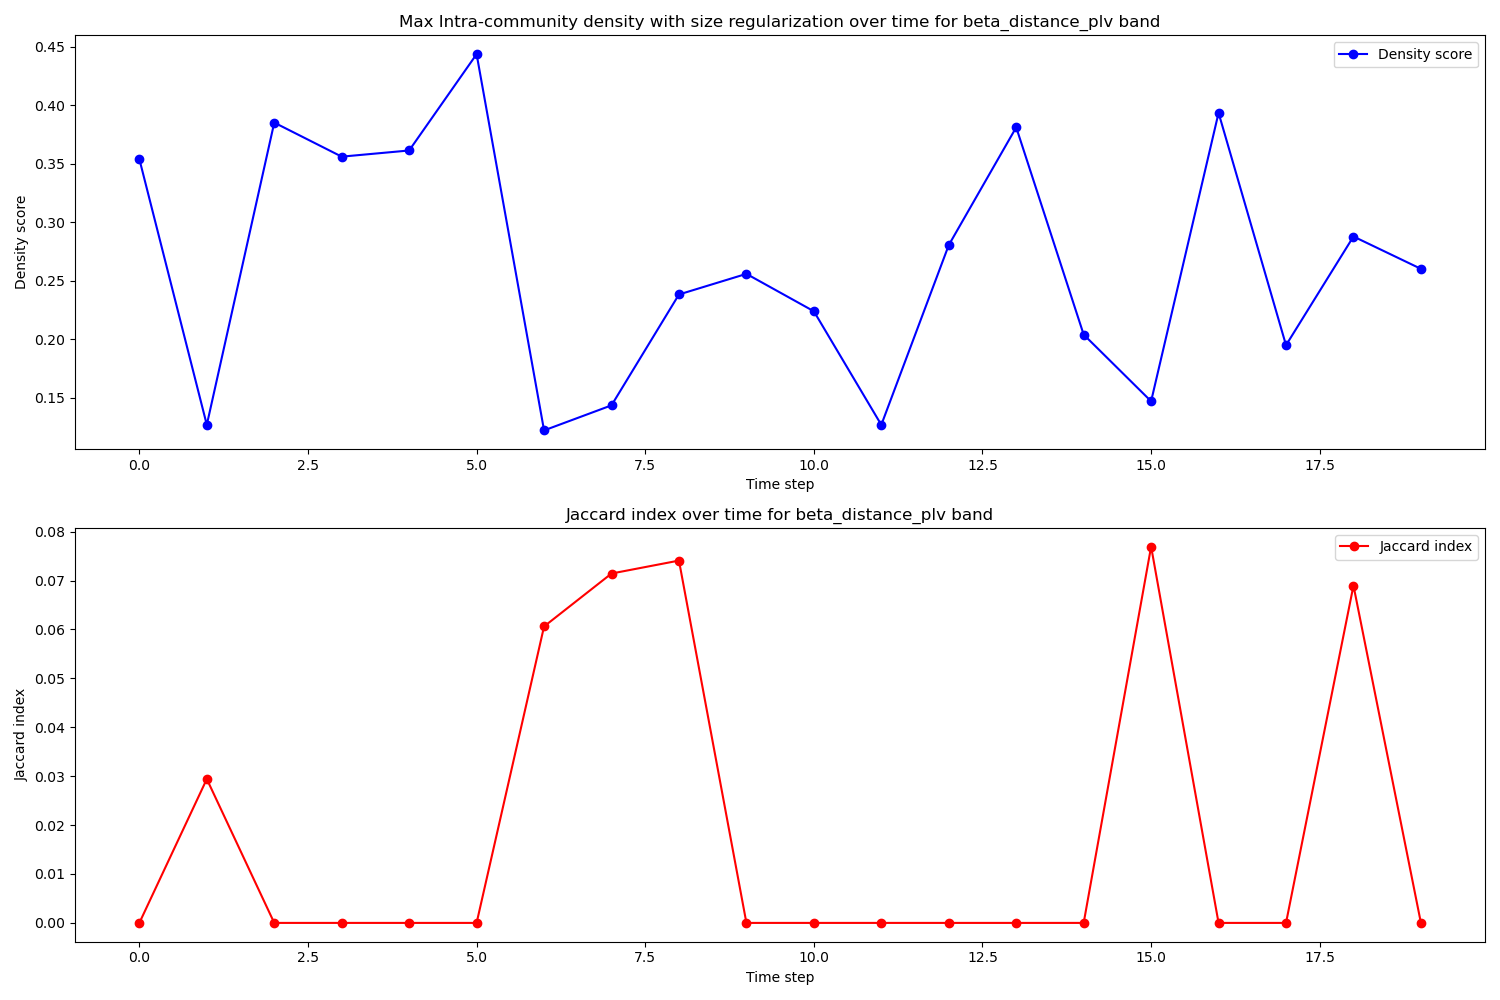 Max Intra-community density with size regularization over time for beta_distance_plv band
Density score
0.45
0.40
0.35
0.30
0.25
0.20
0.15
Density score
0.0 2.5 5.0 7.5 10.0 12.5 15.0 17.5
Time step
Jaccard index over time for beta_distance_plv band
Jaccard index
0.08
0.07
0.06
0.05
0.04
0.03
0.02
0.01
0.00
Jaccard index
0.0 2.5 5.0 7.5 10.0 12.5 15.0 17.5
Time step